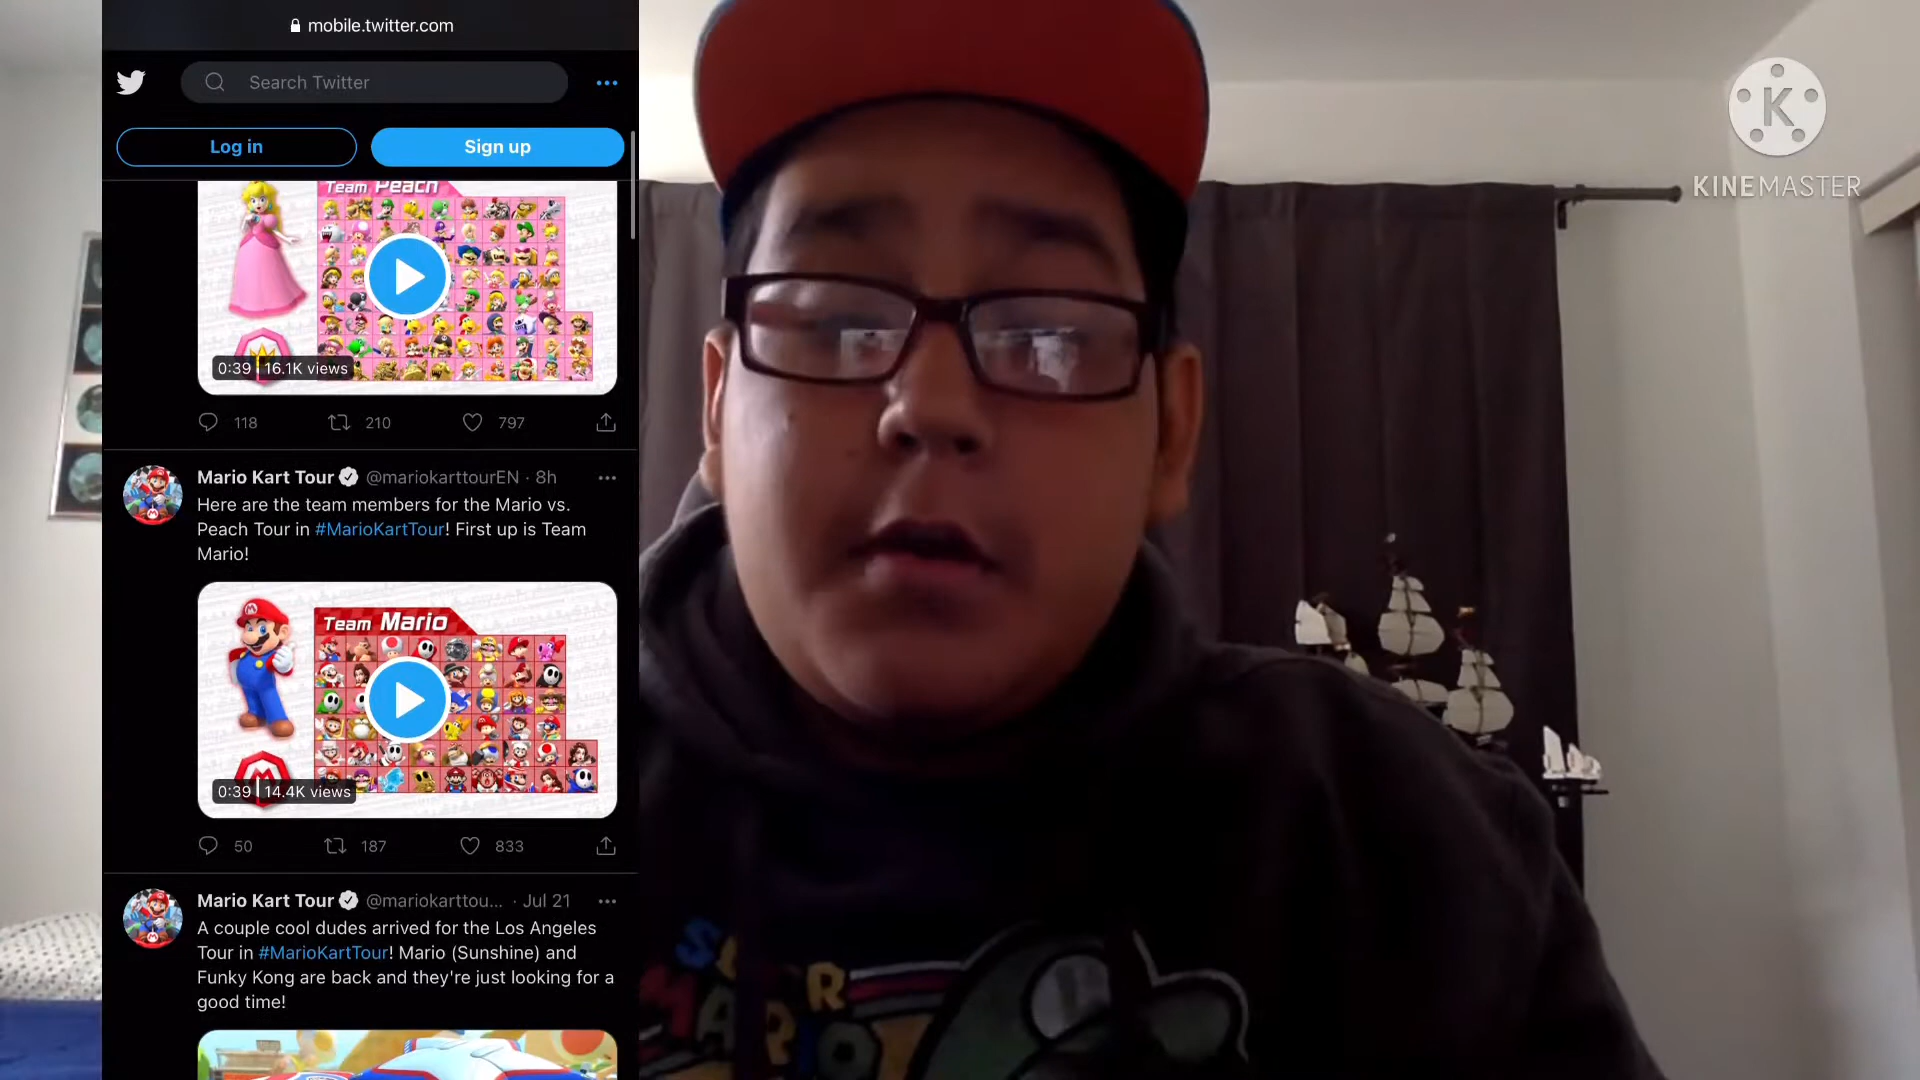 mobile.twitter.com
Search Twitter
Log in
Sign up
Team Peach
0:39 16.1K views
118 210 797
Mario Kart Tour @mariokarttourEN · 8h
Here are the team members for the Mario vs.
Peach Tour in #MarioKartTour! First up is Team
Mario!
Team Mario
0:39 14.4K views
50 187 833
Mario Kart Tour @mariokarttou... · Jul 21
A couple cool dudes arrived for the Los Angeles
Tour in #MarioKartTour! Mario (Sunshine) and
Funky Kong are back and they're just looking for a
good time!
K
KINEMASTER
SUPER
MARIO